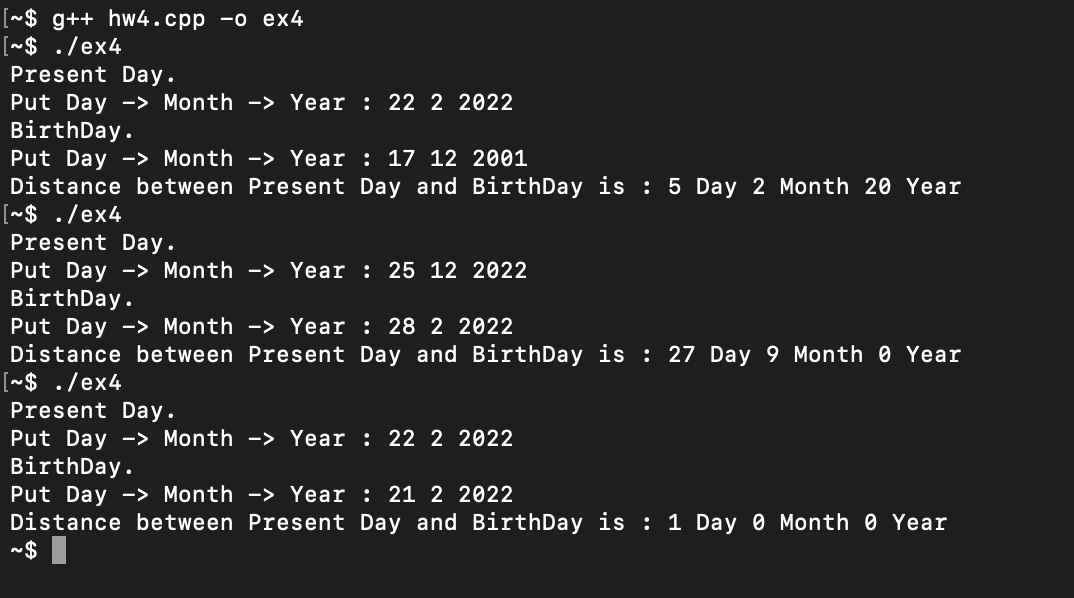 [~$ g++ hw4.cpp -o ex4
[~$ ./ex4
Present Day.
Put Day -> Month -> Year : 22 2 2022
BirthDay.
Put Day -> Month -> Year : 17 12 2001
Distance between Present Day and BirthDay is : 5 Day 2 Month 20 Year
[~$ ./ex4
Present Day.
Put Day -> Month -> Year : 25 12 2022
BirthDay.
Put Day -> Month -> Year : 28 2 2022
Distance between Present Day and BirthDay is : 27 Day 9 Month 0 Year
[~$ ./ex4
Present Day.
Put Day -> Month -> Year : 22 2 2022
BirthDay.
Put Day -> Month -> Year : 21 2 2022
Distance between Present Day and BirthDay is : 1 Day 0 Month 0 Year
~$